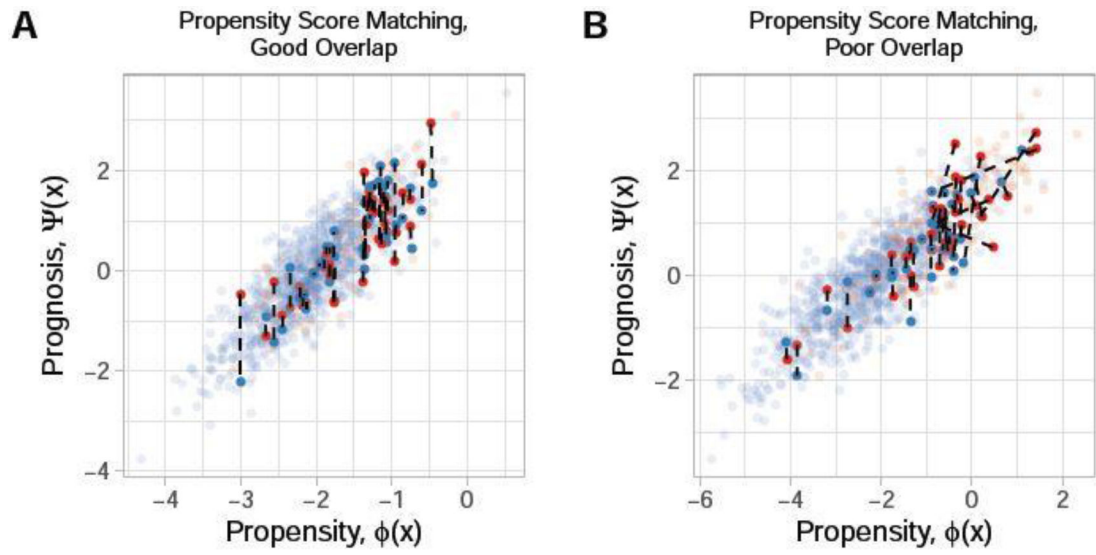 A
Propensity Score Matching,
Good Overlap
Prognosis, Ψ(x)
2
0
−2
−4
−4 −3 −2 −1 0
Propensity, ϕ(x)
B
Propensity Score Matching,
Poor Overlap
Prognosis, Ψ(x)
2
0
−2
−6 −4 −2 0 2
Propensity, ϕ(x)